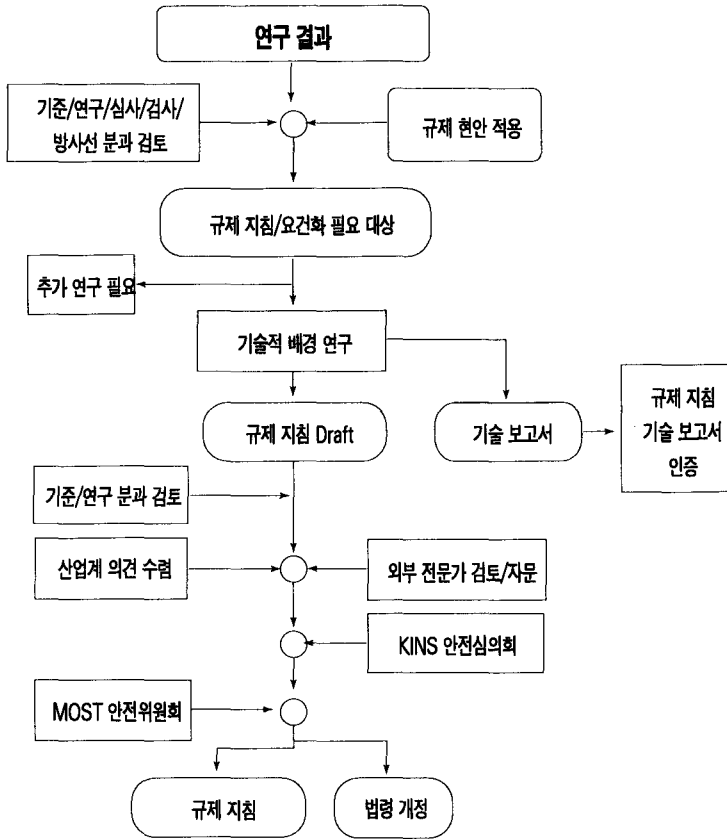 연구 결과
기준/연구/심사/검사/
방사선 분과 검토
규제 현안 적용
규제 지침/요건화 필요 대상
추가 연구 필요
기술적 배경 연구
규제 지침 Draft
기술 보고서
규제 지침
기술 보고서
인증
기준/연구 분과 검토
산업계 의견 수렴
외부 전문가 검토/자문
KINS 안전심의회
MOST 안전위원회
규제 지침
법령 개정